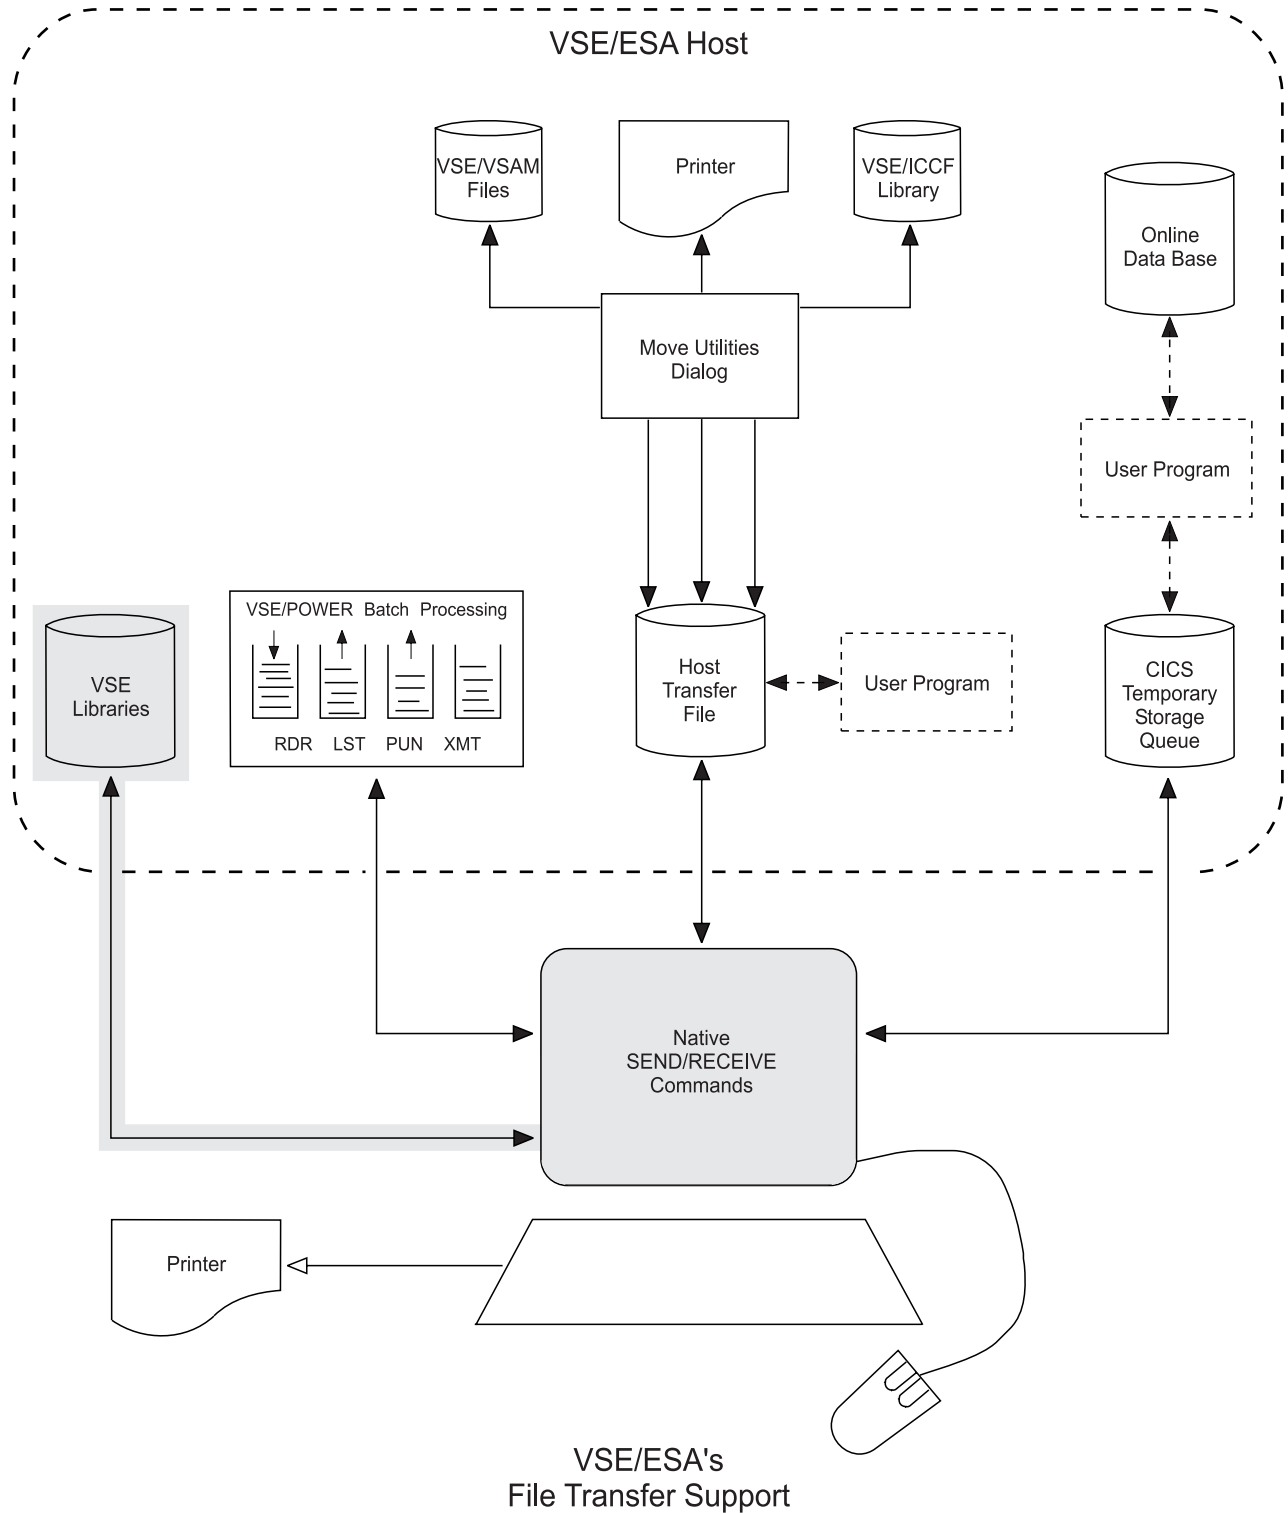 VSE/ESA Host
VSE/VSAM
Files
Printer
VSE/ICCF
Library
Online
Data Base
Move Utilities
Dialog
User Program
VSE
Libraries
VSE/POWER Batch Processing
RDR LST PUN XMT
Host
Transfer
File
User Program
CICS
Temporary
Storage
Queue
Native
SEND/RECEIVE
Commands
Printer
VSE/ESA's
File Transfer Support